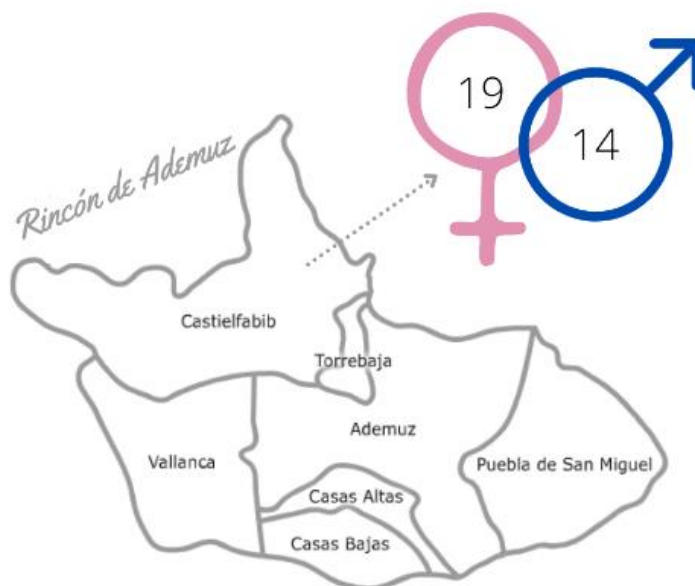 19
14
Rincón de Ademuz
Castielfabib
Torrebaja
Ademuz
Vallanca
Puebla de San Miguel
Casas Altas
Casas Bajas